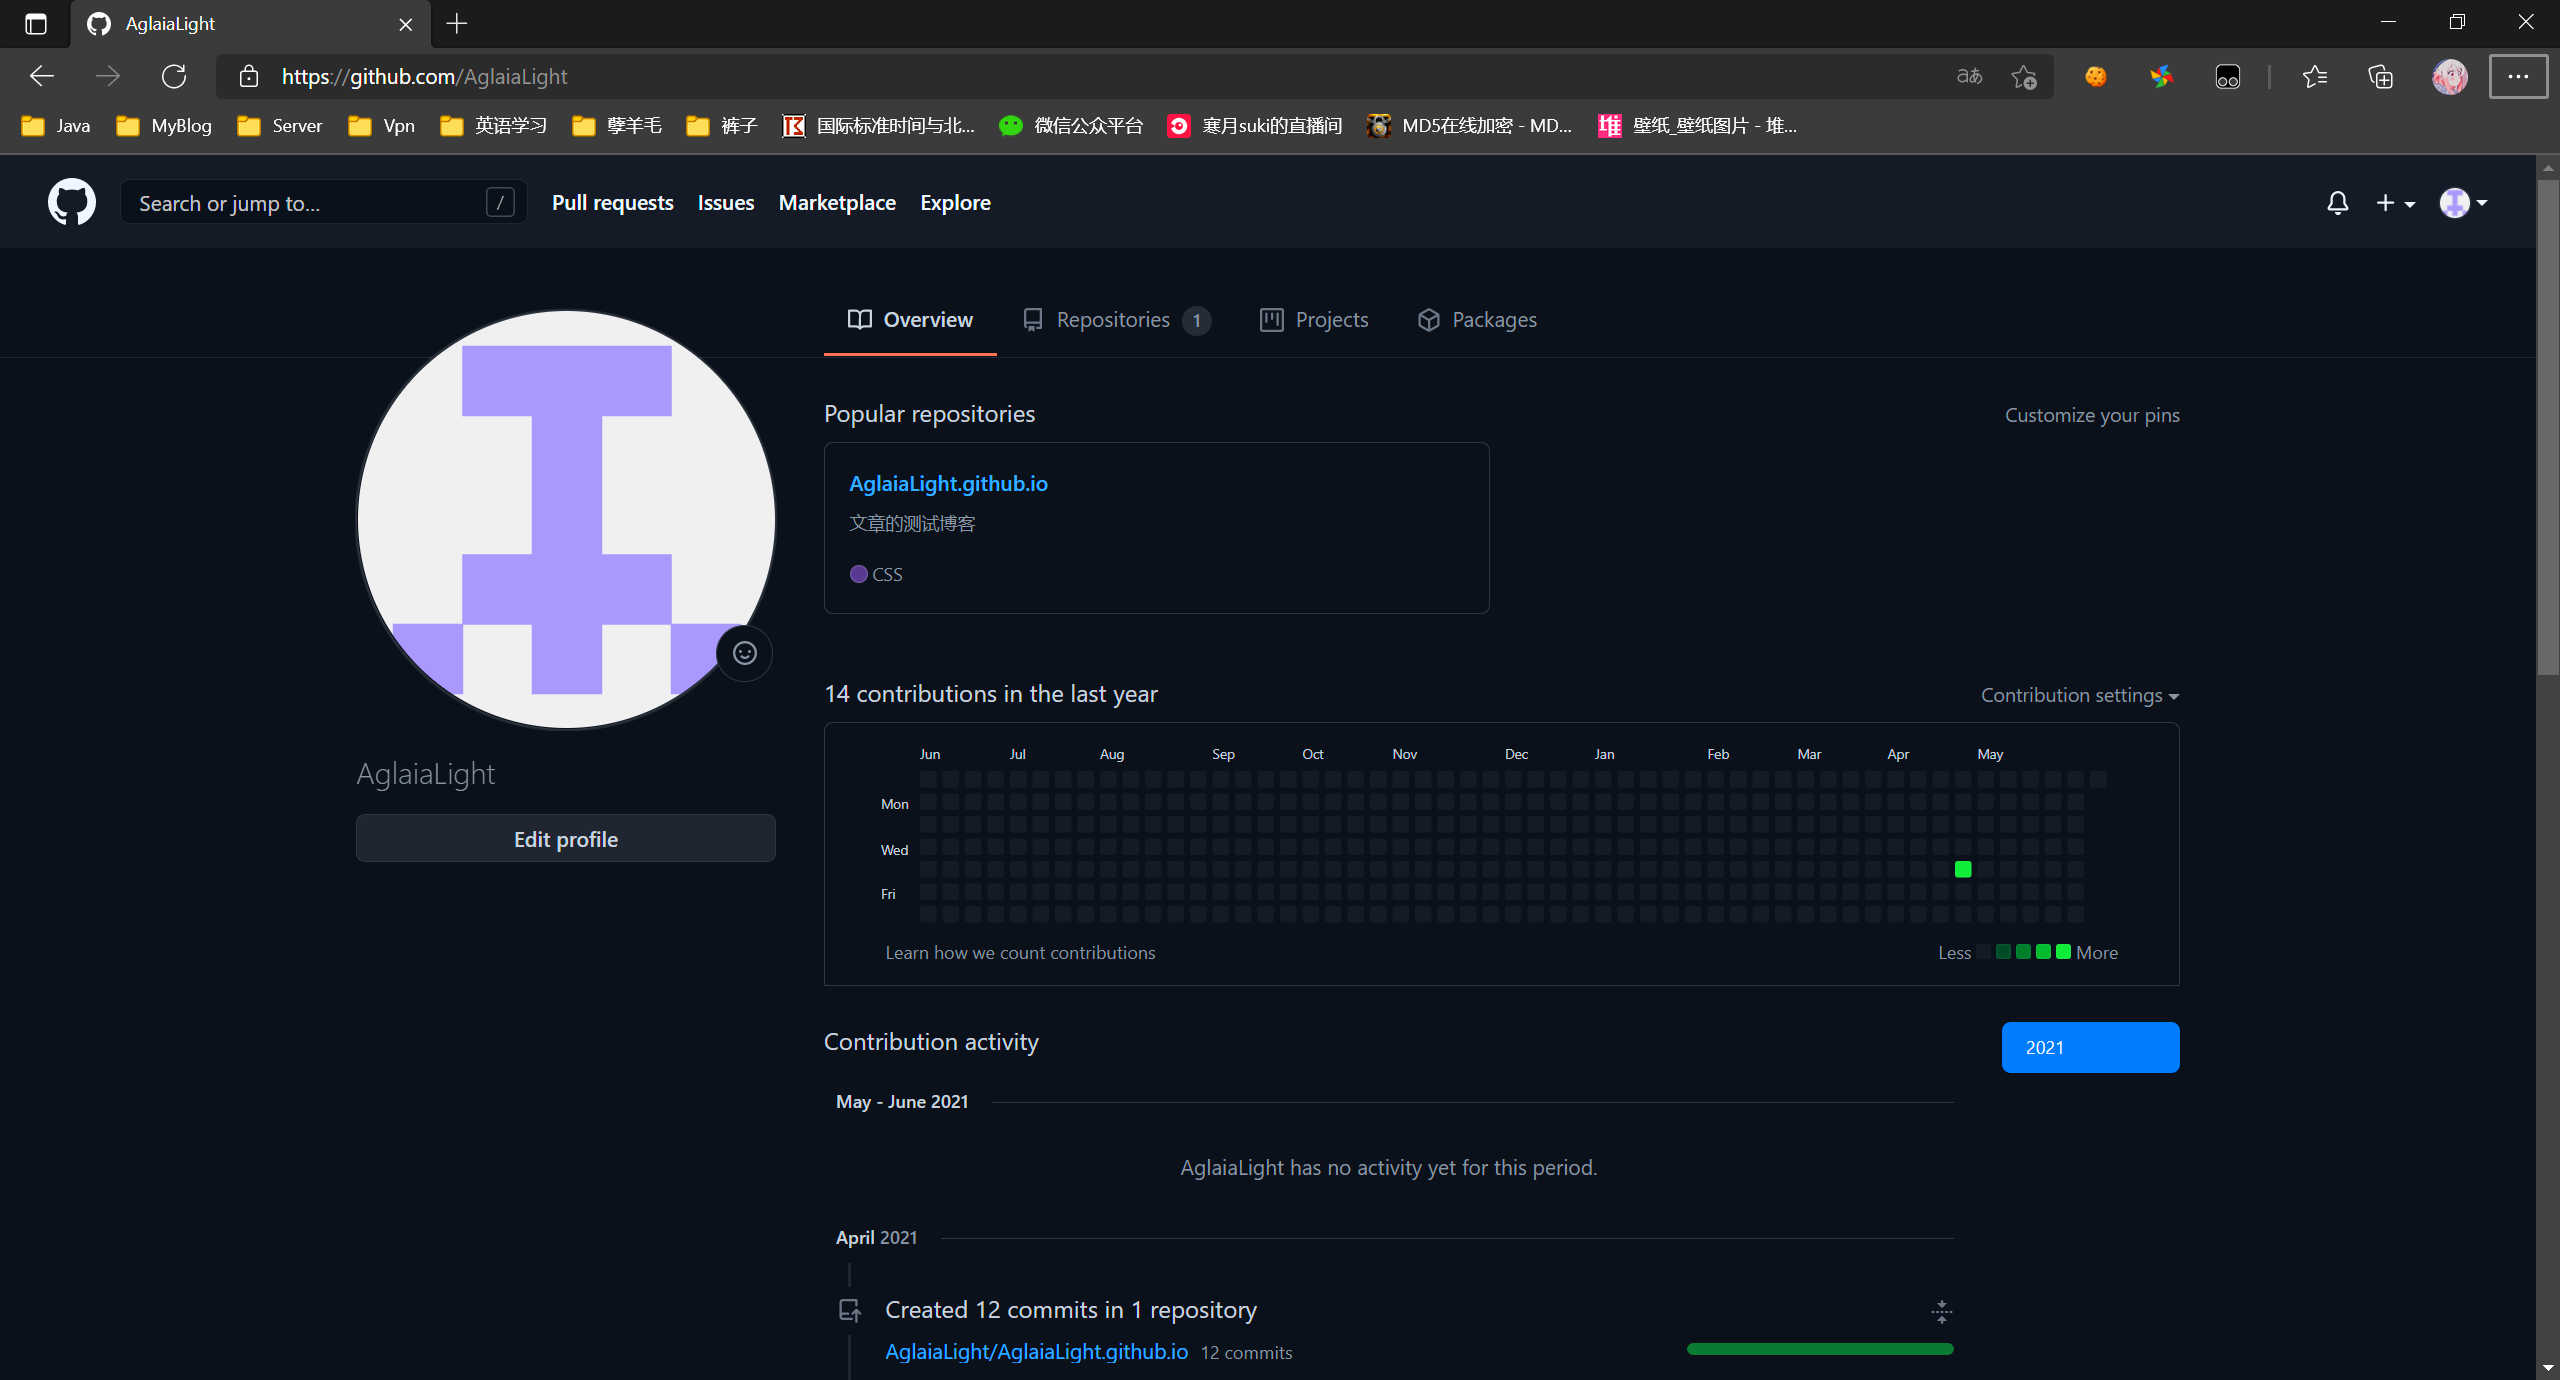 AglaiaLight
https://github.com/AglaiaLight
aあ
Java MyBlog Server Vpn 英语学习 孽羊毛 裤子 国际标准时间与北... 微信公众平台 寒月suki的直播间 MD5在线加密 - MD... 堆 壁纸_壁纸图片 - 堆...
Search or jump to... / Pull requests Issues Marketplace Explore
Overview Repositories 1 Projects Packages
Popular repositories Customize your pins
AglaiaLight.github.io
文章的测试博客
CSS
14 contributions in the last year Contribution settings
Jun Jul Aug Sep Oct Nov Dec Jan Feb Mar Apr May
Mon
Wed
Fri
Learn how we count contributions Less More
AglaiaLight
Edit profile
Contribution activity 2021
May - June 2021
AglaiaLight has no activity yet for this period.
April 2021
Created 12 commits in 1 repository
AglaiaLight/AglaiaLight.github.io 12 commits